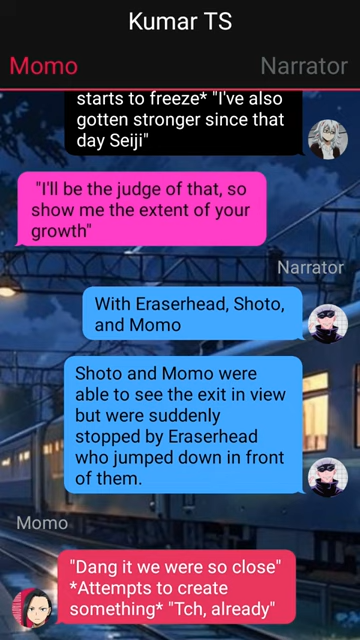 Kumar TS
Momo
Narrator
starts to freeze* "I've also
gotten stronger since that
day Seiji"
"I'll be the judge of that, so
show me the extent of your
growth"
Narrator
With Eraserhead, Shoto,
and Momo
Shoto and Momo were
able to see the exit in view
but were suddenly
stopped by Eraserhead
who jumped down in front
of them.
Momo
"Dang it we were so close"
*Attempts to create
something* "Tch, already"